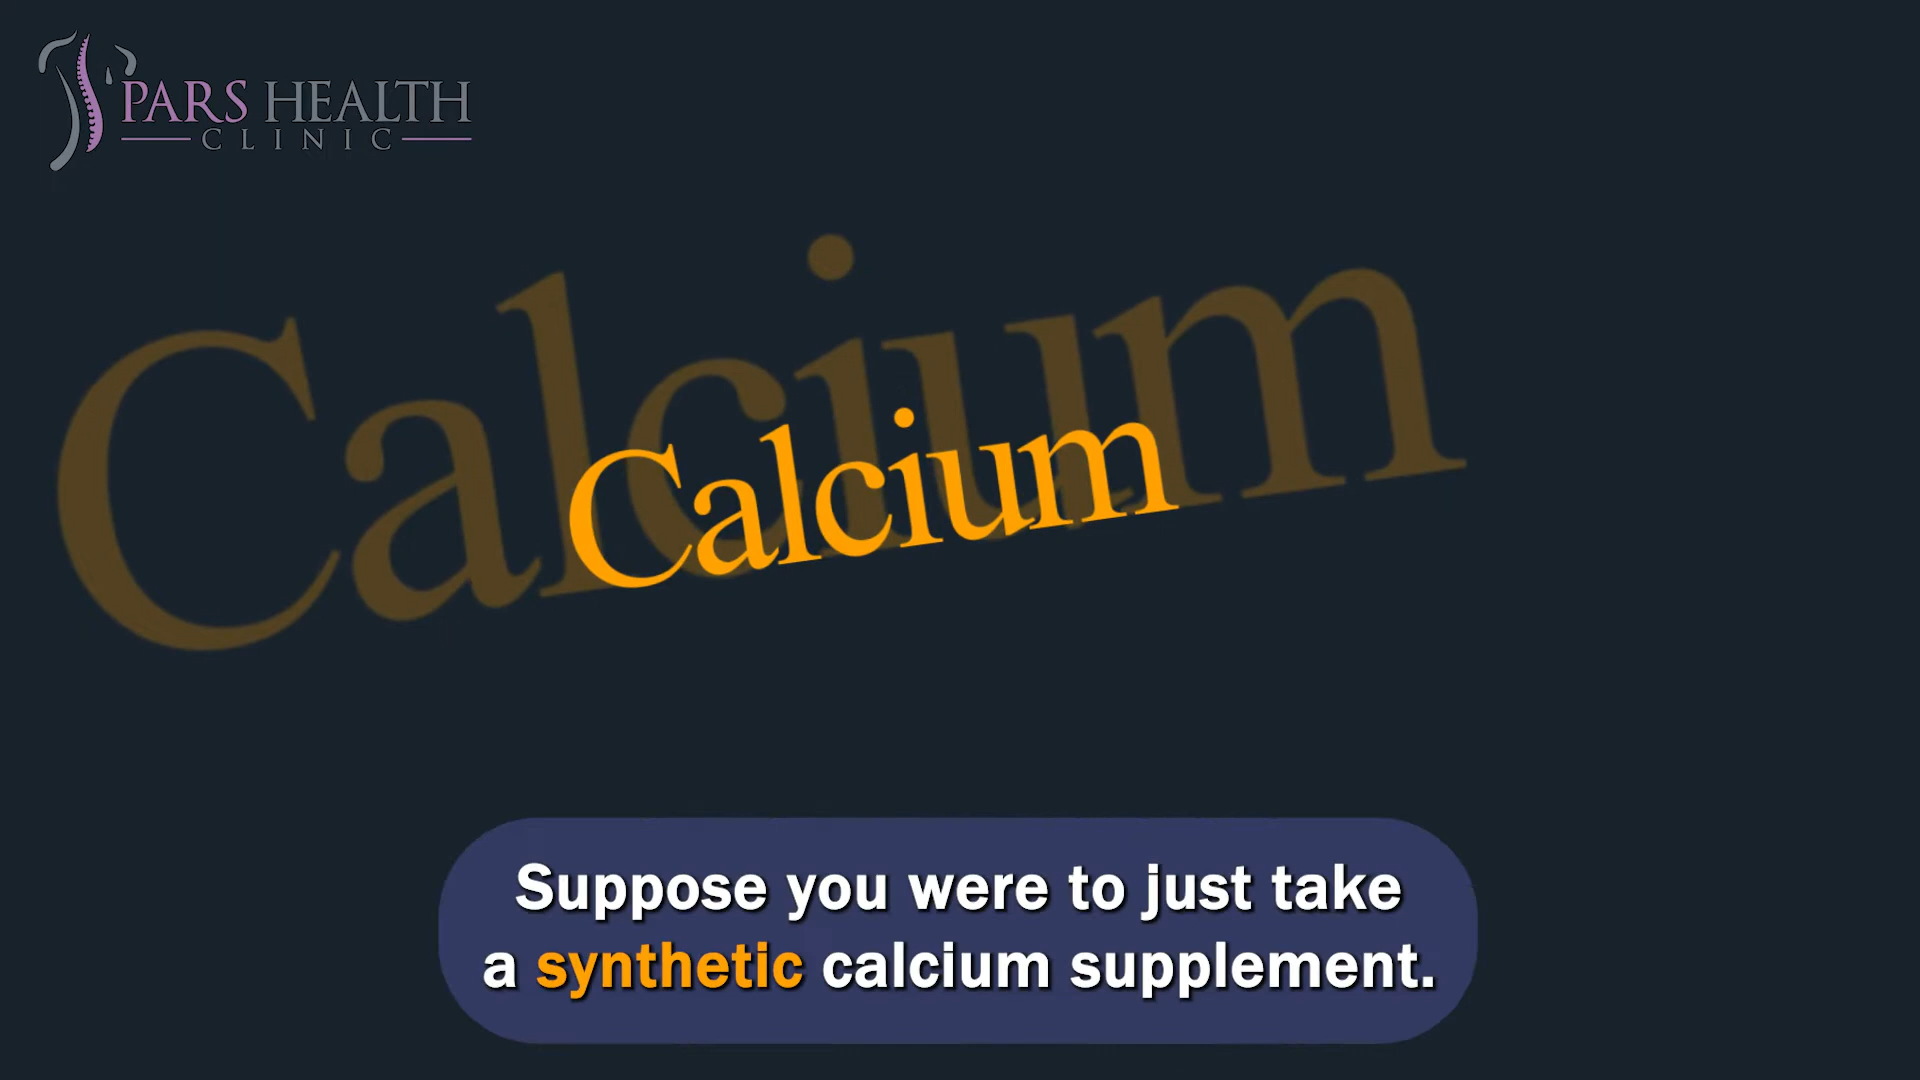 PARS HEALTH
CLINIC
Calcium
Calcium
Suppose you were to just take
a synthetic calcium supplement.